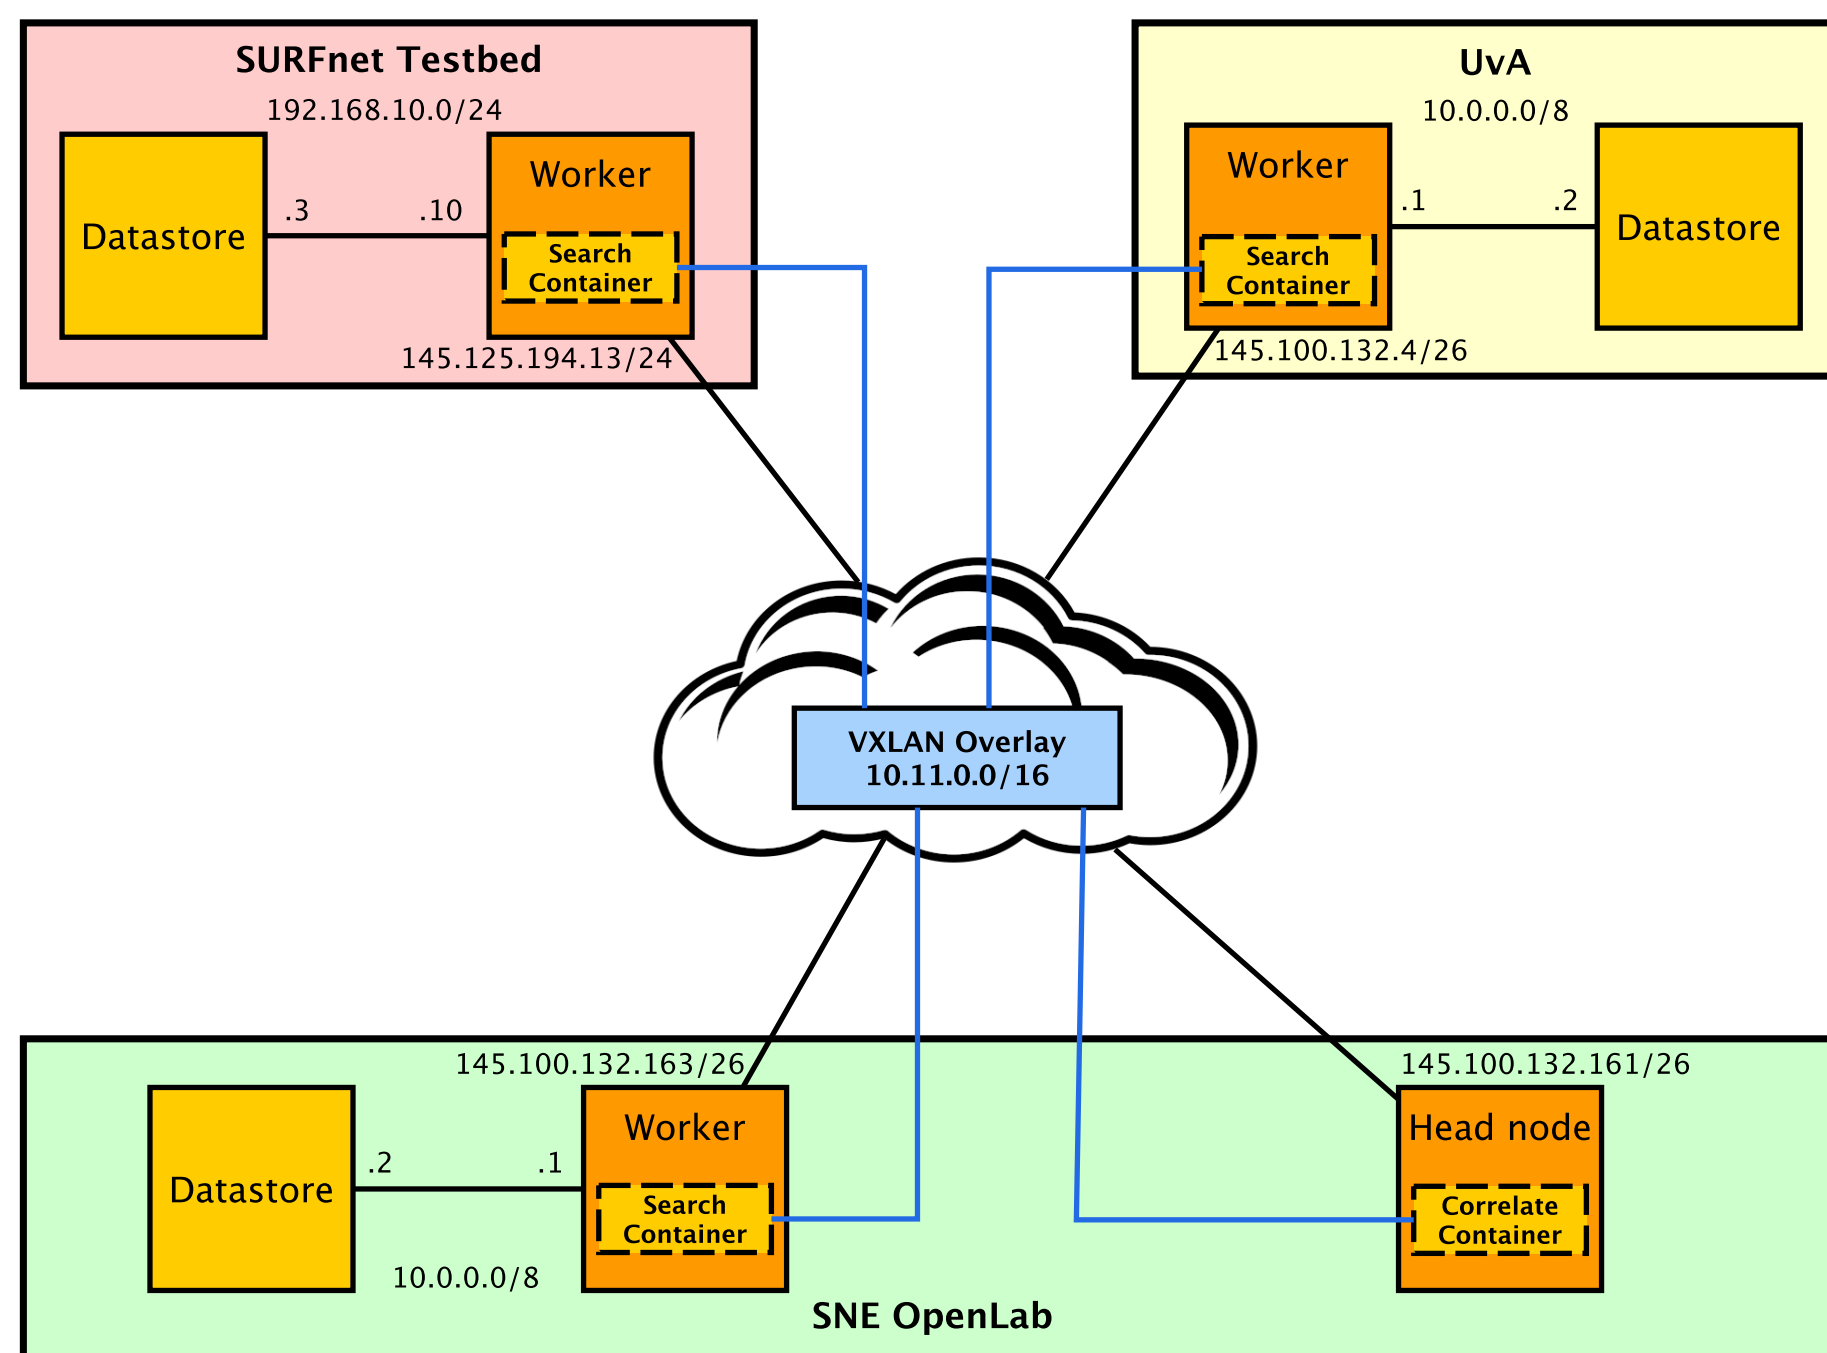 SURFnet Testbed
192.168.10.0/24
Datastore
.3
.10
Worker
Search
Container
145.125.194.13/24
UvA
10.0.0.0/8
Worker
Search
Container
.1
.2
Datastore
145.100.132.4/26
VXLAN Overlay
10.11.0.0/16
145.100.132.163/26
Datastore
.2
.1
Worker
Search
Container
10.0.0.0/8
145.100.132.161/26
Head node
Correlate
Container
SNE OpenLab